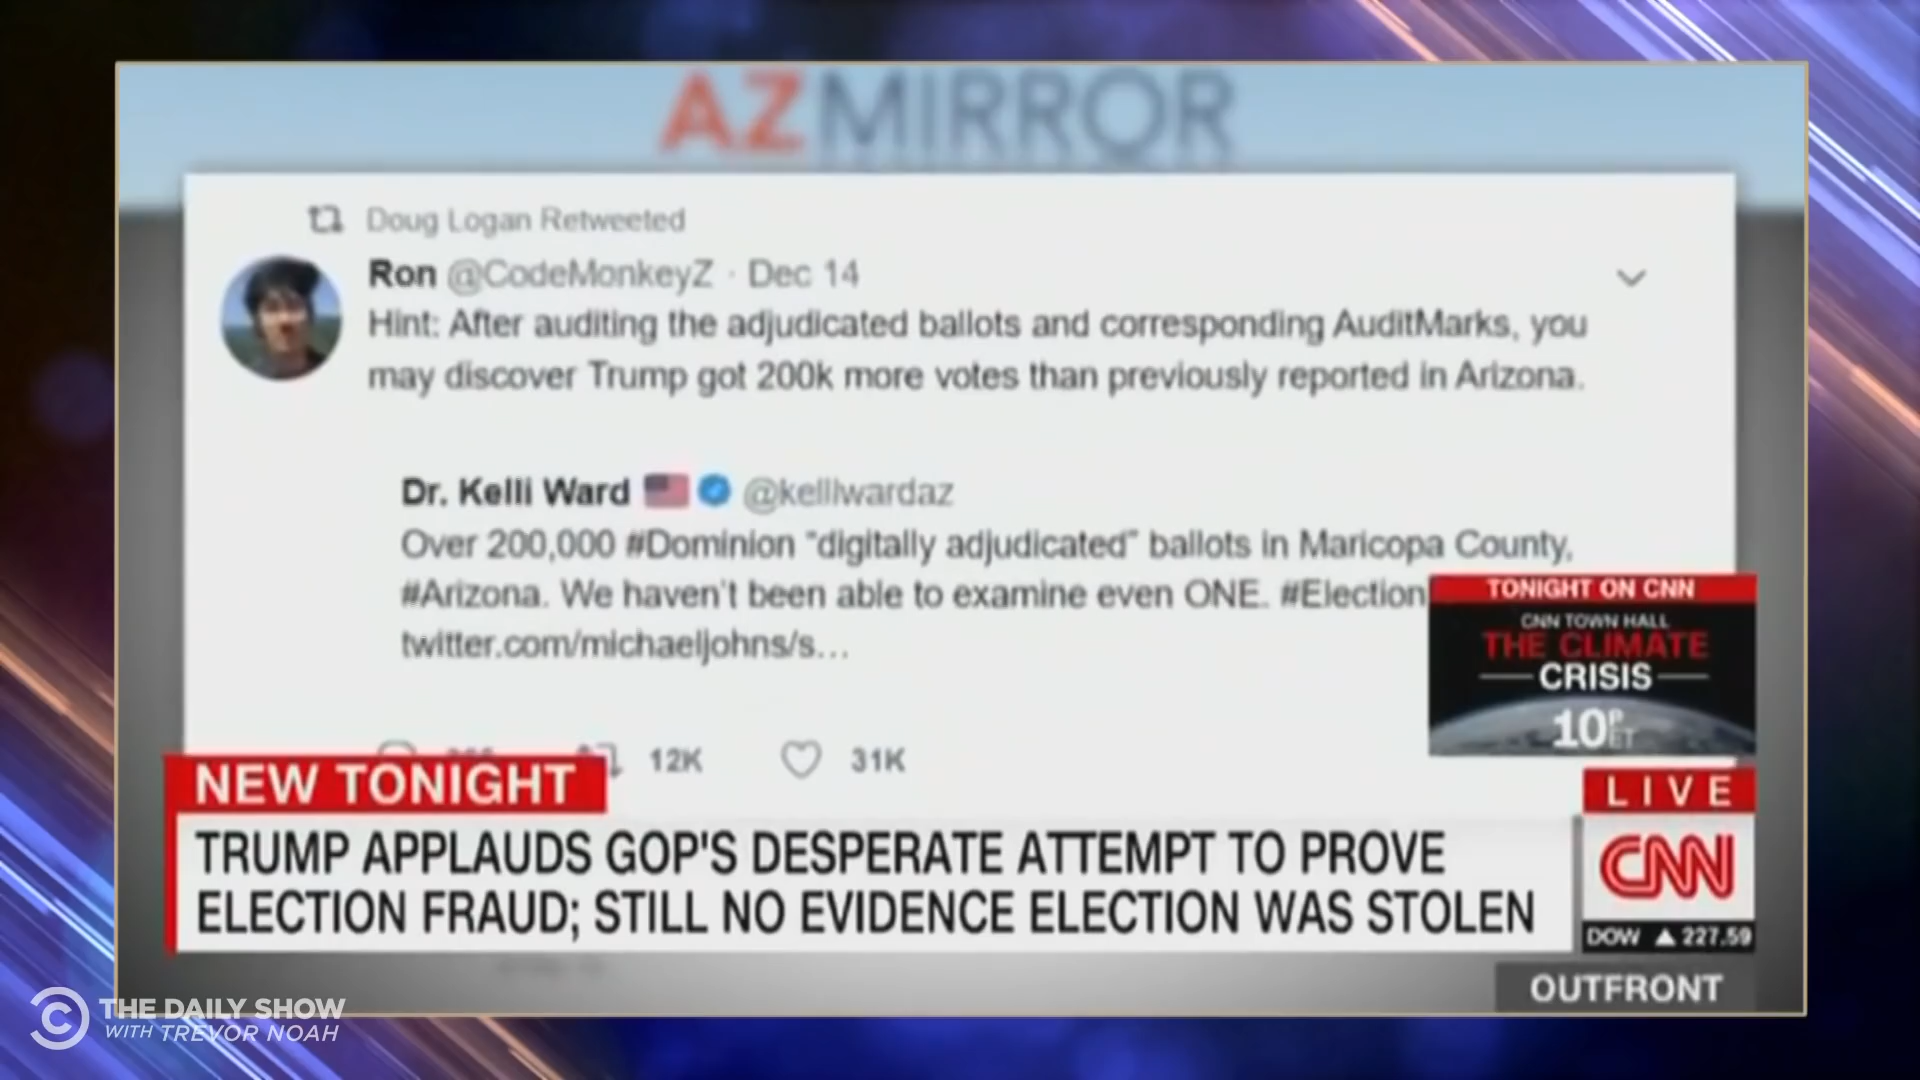 AZMIRROR
Doug Logan Retweeted
Ron @CodeMonkeyZ · Dec 14
Hint: After auditing the adjudicated ballots and corresponding AuditMarks, you
may discover Trump got 200k more votes than previously reported in Arizona.
Dr. Kelli Ward @kelliwardaz
Over 200,000 #Dominion "digitally adjudicated" ballots in Maricopa County,
#Arizona. We haven't been able to examine even ONE. #Election
twitter.com/michaeljohns/s...
12K 31K
TONIGHT ON CNN
CNN TOWN HALL
THE CLIMATE
CRISIS
10 P ET
NEW TONIGHT
TRUMP APPLAUDS GOP'S DESPERATE ATTEMPT TO PROVE
ELECTION FRAUD; STILL NO EVIDENCE ELECTION WAS STOLEN
LIVE
CNN
DOW ▲ 227.59
OUTFRONT
THE DAILY SHOW
WITH TREVOR NOAH